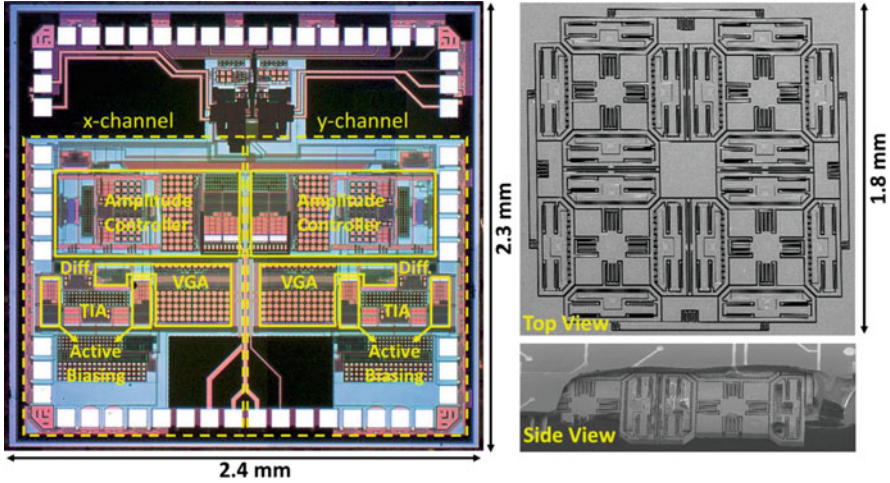 x-channel
y-channel
Amplitude
Controller
Amplitude
Controller
Diff.
VGA
VGA
Diff.
TIA
TIA
Active
Biasing
Active
Biasing
2.4 mm
2.3 mm
Top View
1.8 mm
Side View